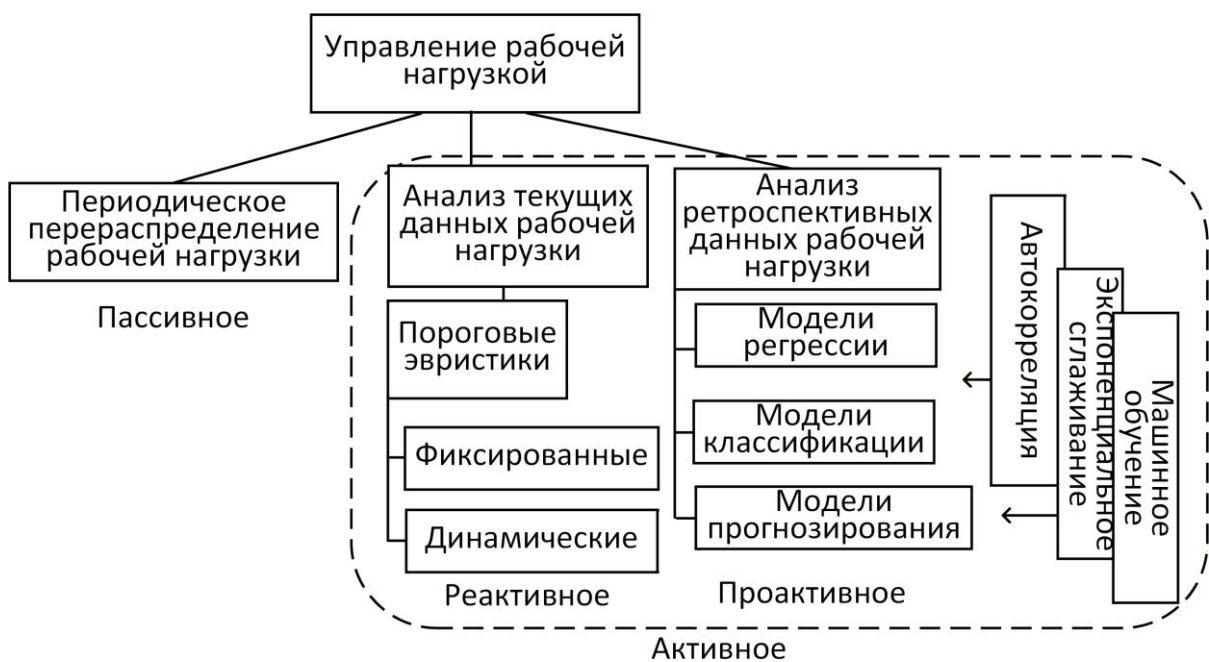 Управление рабочей
нагрузкой
Периодическое
перераспределение
рабочей нагрузки
Пассивное
Анализ текущих
данных рабочей
нагрузки
Пороговые
эвристики
Фиксированные
Динамические
Реактивное
Анализ
ретроспективных
данных рабочей
нагрузки
Модели
регрессии
Модели
классификации
Модели
прогнозирования
Проактивное
Автокорреляция
Экспоненциальное
сглаживание
Машинное
обучение
Активное